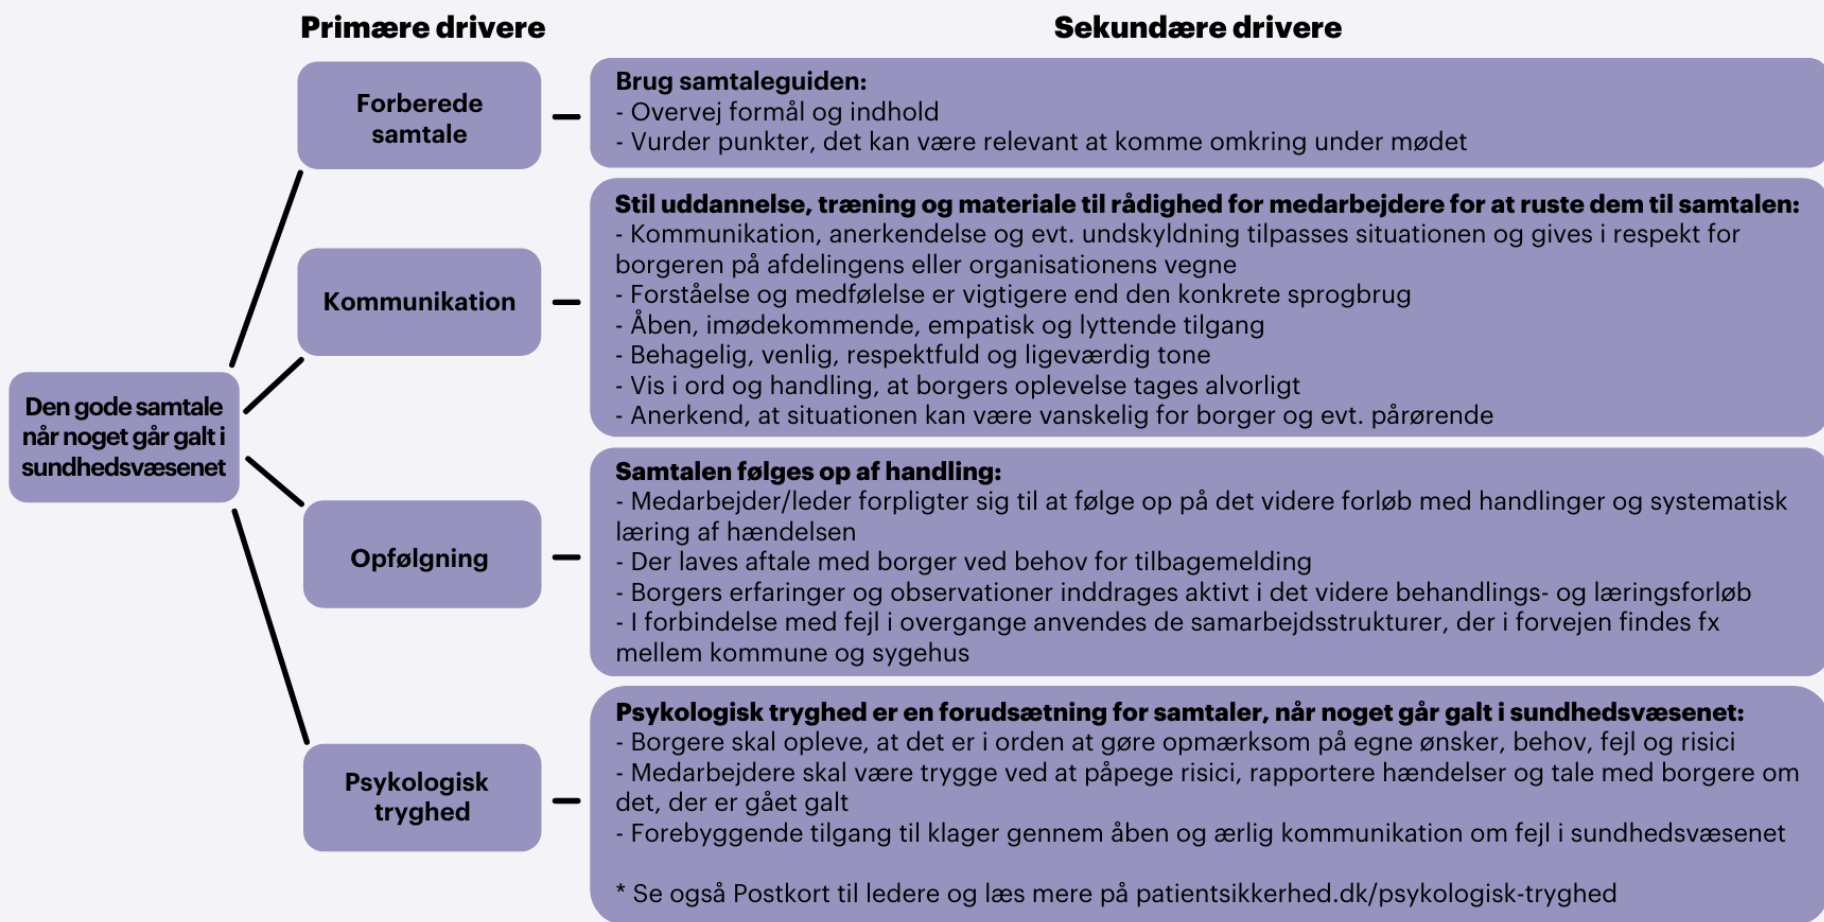 Primære drivere
Sekundære drivere
Den gode samtale
når noget går galt i
sundhedsvæsenet
Forberede
samtale
Brug samtaleguiden:
- Overvej formål og indhold
- Vurder punkter, det kan være relevant at komme omkring under mødet
Kommunikation
Stil uddannelse, træning og materiale til rådighed for medarbejdere for at ruste dem til samtalen:
- Kommunikation, anerkendelse og evt. undskyldning tilpasses situationen og gives i respekt for
borgeren på afdelingens eller organisationens vegne
- Forståelse og medfølelse er vigtigere end den konkrete sprogbrug
- Åben, imødekommende, empatisk og lyttende tilgang
- Behagelig, venlig, respektfuld og ligeværdig tone
- Vis i ord og handling, at borgers oplevelse tages alvorligt
- Anerkend, at situationen kan være vanskelig for borger og evt. pårørende
Opfølgning
Samtalen følges op af handling:
- Medarbejder/leder forpligter sig til at følge op på det videre forløb med handlinger og systematisk
læring af hændelsen
- Der laves aftale med borger ved behov for tilbagemelding
- Borgers erfaringer og observationer inddrages aktivt i det videre behandlings- og læringsforløb
- I forbindelse med fejl i overgange anvendes de samarbejdsstrukturer, der i forvejen findes fx
mellem kommune og sygehus
Psykologisk
tryghed
Psykologisk tryghed er en forudsætning for samtaler, når noget går galt i sundhedsvæsenet:
- Borgere skal opleve, at det er i orden at gøre opmærksom på egne ønsker, behov, fejl og risici
- Medarbejdere skal være trygge ved at påpege risici, rapportere hændelser og tale med borgere om
det, der er gået galt
- Forebyggende tilgang til klager gennem åben og ærlig kommunikation om fejl i sundhedsvæsenet
* Se også Postkort til ledere og læs mere på patientsikkerhed.dk/psykologisk-tryghed